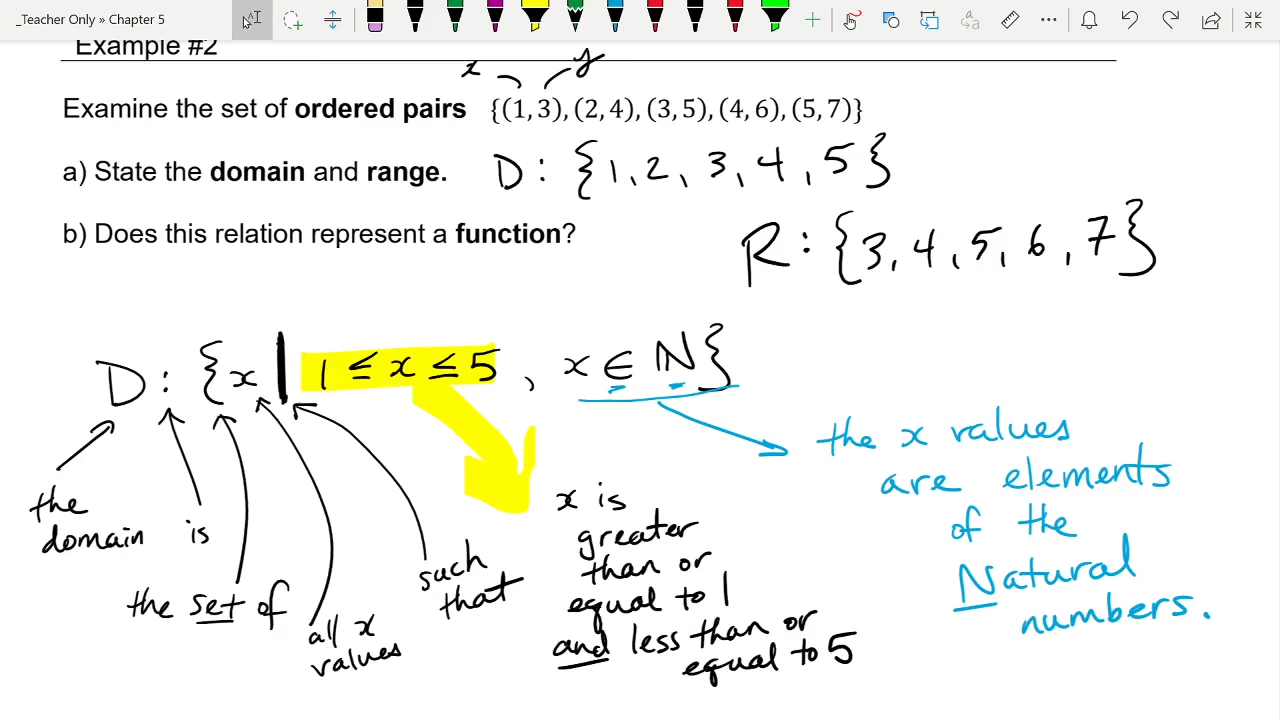 _Teacher Only » Chapter 5
Example #2
x y
Examine the set of ordered pairs {(1, 3), (2, 4), (3, 5), (4, 6), (5, 7)}
a) State the domain and range. D : {1, 2, 3, 4, 5}
b) Does this relation represent a function?
R : {3, 4, 5, 6, 7}
D : {x | 1 ≤ x ≤ 5 , x ∈ ℕ}
the
domain
is
the set of
all x
values
such
that
x is
greater
than or
equal to 1
and less than or
equal to 5
the x values
are elements
of the
Natural
numbers.